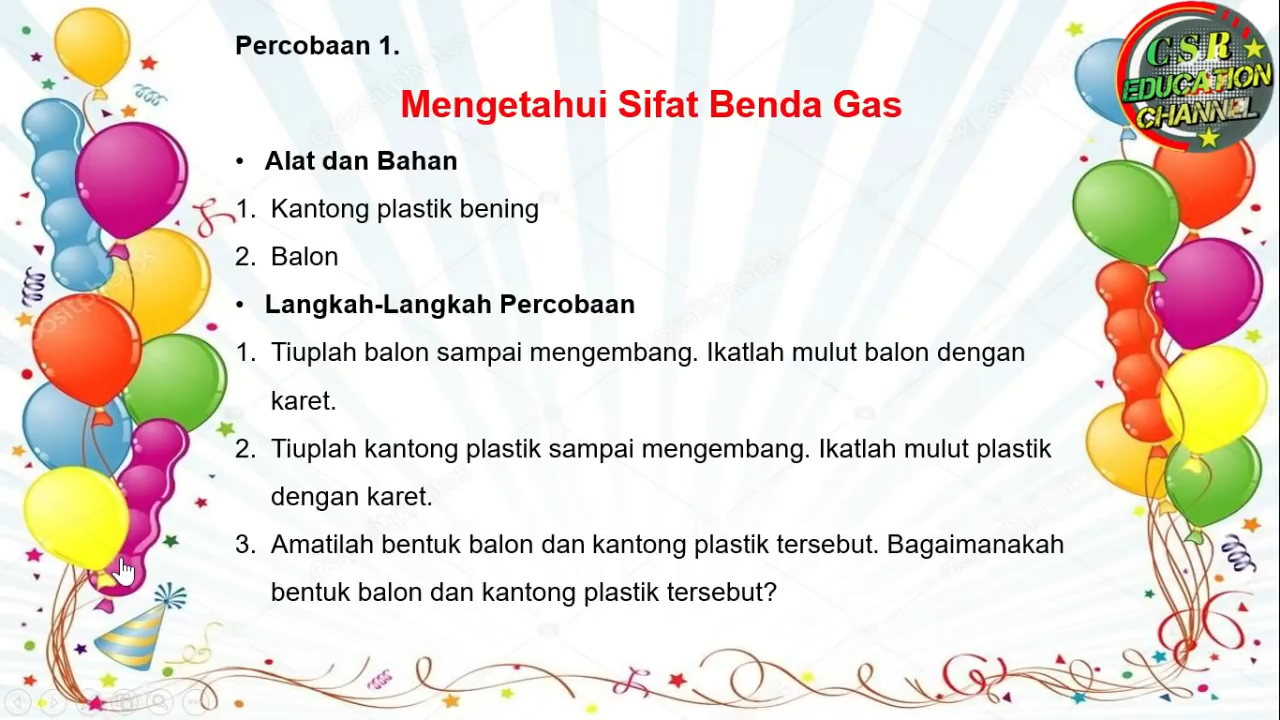 Percobaan 1.
CSR
EDUCATION
CHANNEL
Mengetahui Sifat Benda Gas
• Alat dan Bahan
1. Kantong plastik bening
2. Balon
• Langkah-Langkah Percobaan
1. Tiuplah balon sampai mengembang. Ikatlah mulut balon dengan
karet.
2. Tiuplah kantong plastik sampai mengembang. Ikatlah mulut plastik
dengan karet.
3. Amatilah bentuk balon dan kantong plastik tersebut. Bagaimanakah
bentuk balon dan kantong plastik tersebut?